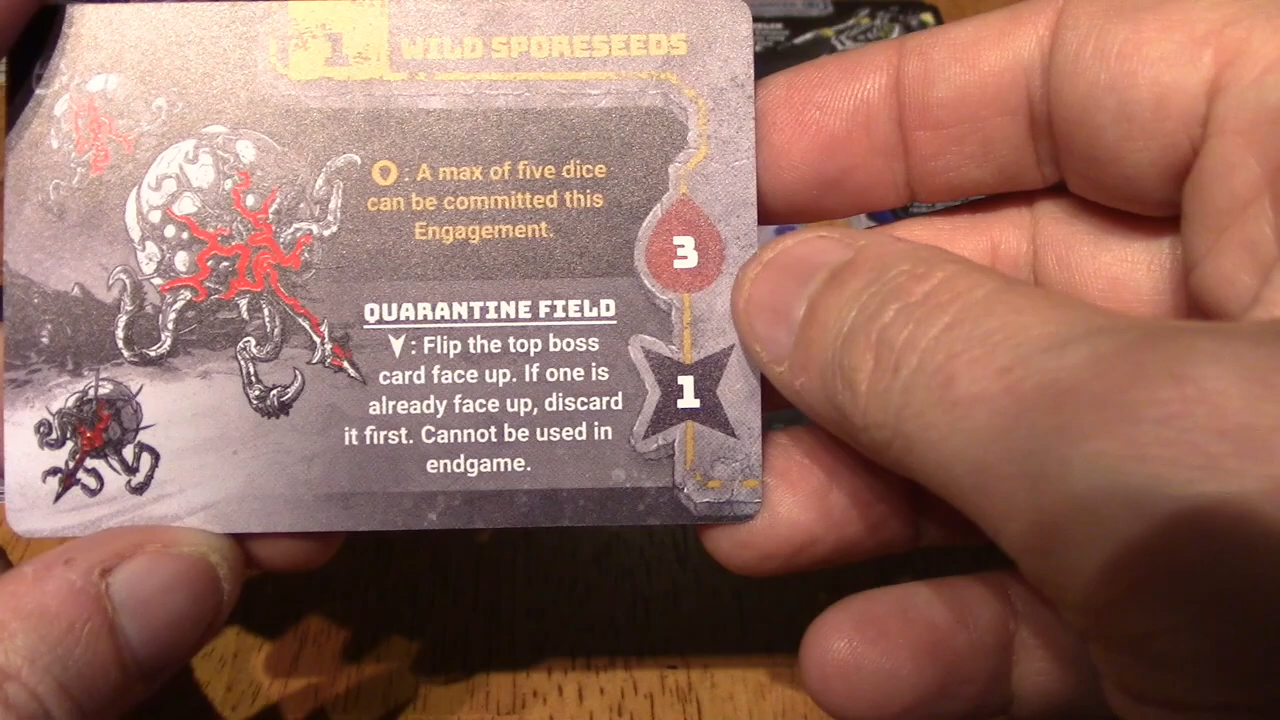 1 WILD SPORESEEDS
: A max of five dice
can be committed this
Engagement.
3
QUARANTINE FIELD
: Flip the top boss
card face up. If one is
already face up, discard
it first. Cannot be used in
endgame.
1